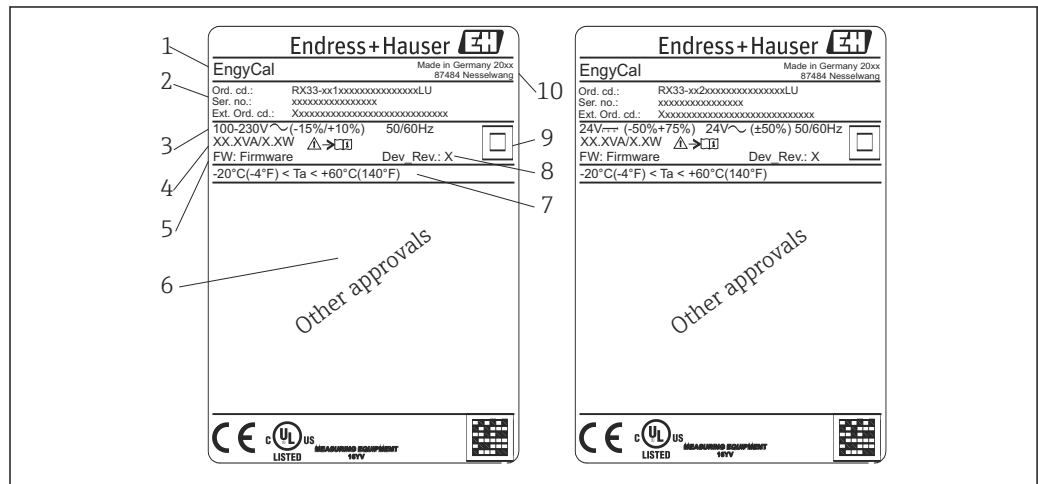 Endress+Hauser EH
1
EngyCal
Made in Germany 20xx
87484 Nesselwang
10
2
Ord. cd.: RX33-xx1xxxxxxxxxxxxxxxLU
Ser. no.: xxxxxxxxxxxxxxxx
Ext. Ord. cd.: Xxxxxxxxxxxxxxxxxxxxxxxxxxxxx
3
100-230V (-15%/+10%) 50/60Hz
9
4
XX.XVA/X.XW
5
FW: Firmware Dev_Rev.: X
8
-20°C(-4°F) < Ta < +60°C(140°F)
7
6
Other approvals
CE C UL US
LISTED
MEASURING EQUIPMENT
16YV
Endress+Hauser EH
EngyCal
Made in Germany 20xx
87484 Nesselwang
Ord. cd.: RX33-xx2xxxxxxxxxxxxxxxLU
Ser. no.: xxxxxxxxxxxxxxxx
Ext. Ord. cd.: Xxxxxxxxxxxxxxxxxxxxxxxxxxxxx
24V (-50%+75%) 24V (±50%) 50/60Hz
XX.XVA/X.XW
FW: Firmware Dev_Rev.: X
-20°C(-4°F) < Ta < +60°C(140°F)
Other approvals
CE C UL US
LISTED
MEASURING EQUIPMENT
16YV